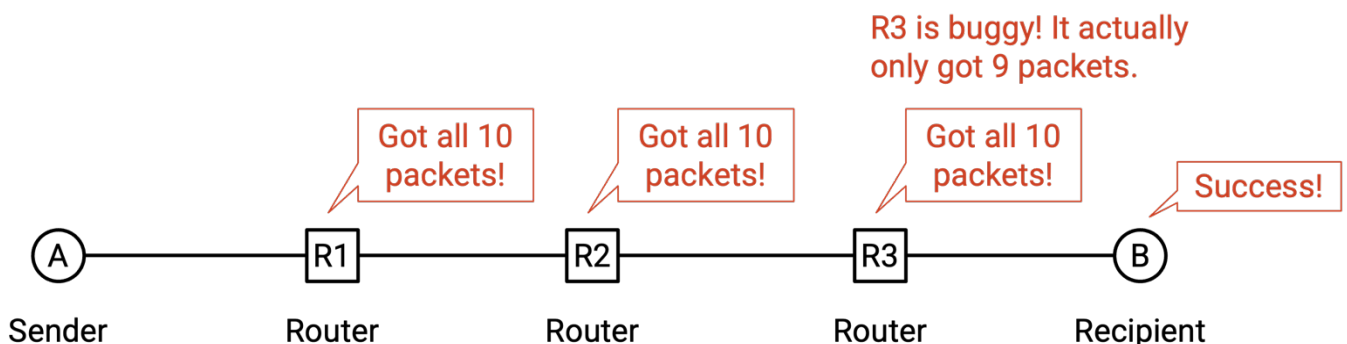 R3 is buggy! It actually
only got 9 packets.
Got all 10
packets!
Got all 10
packets!
Got all 10
packets!
Success!
A
R1
R2
R3
B
Sender
Router
Router
Router
Recipient